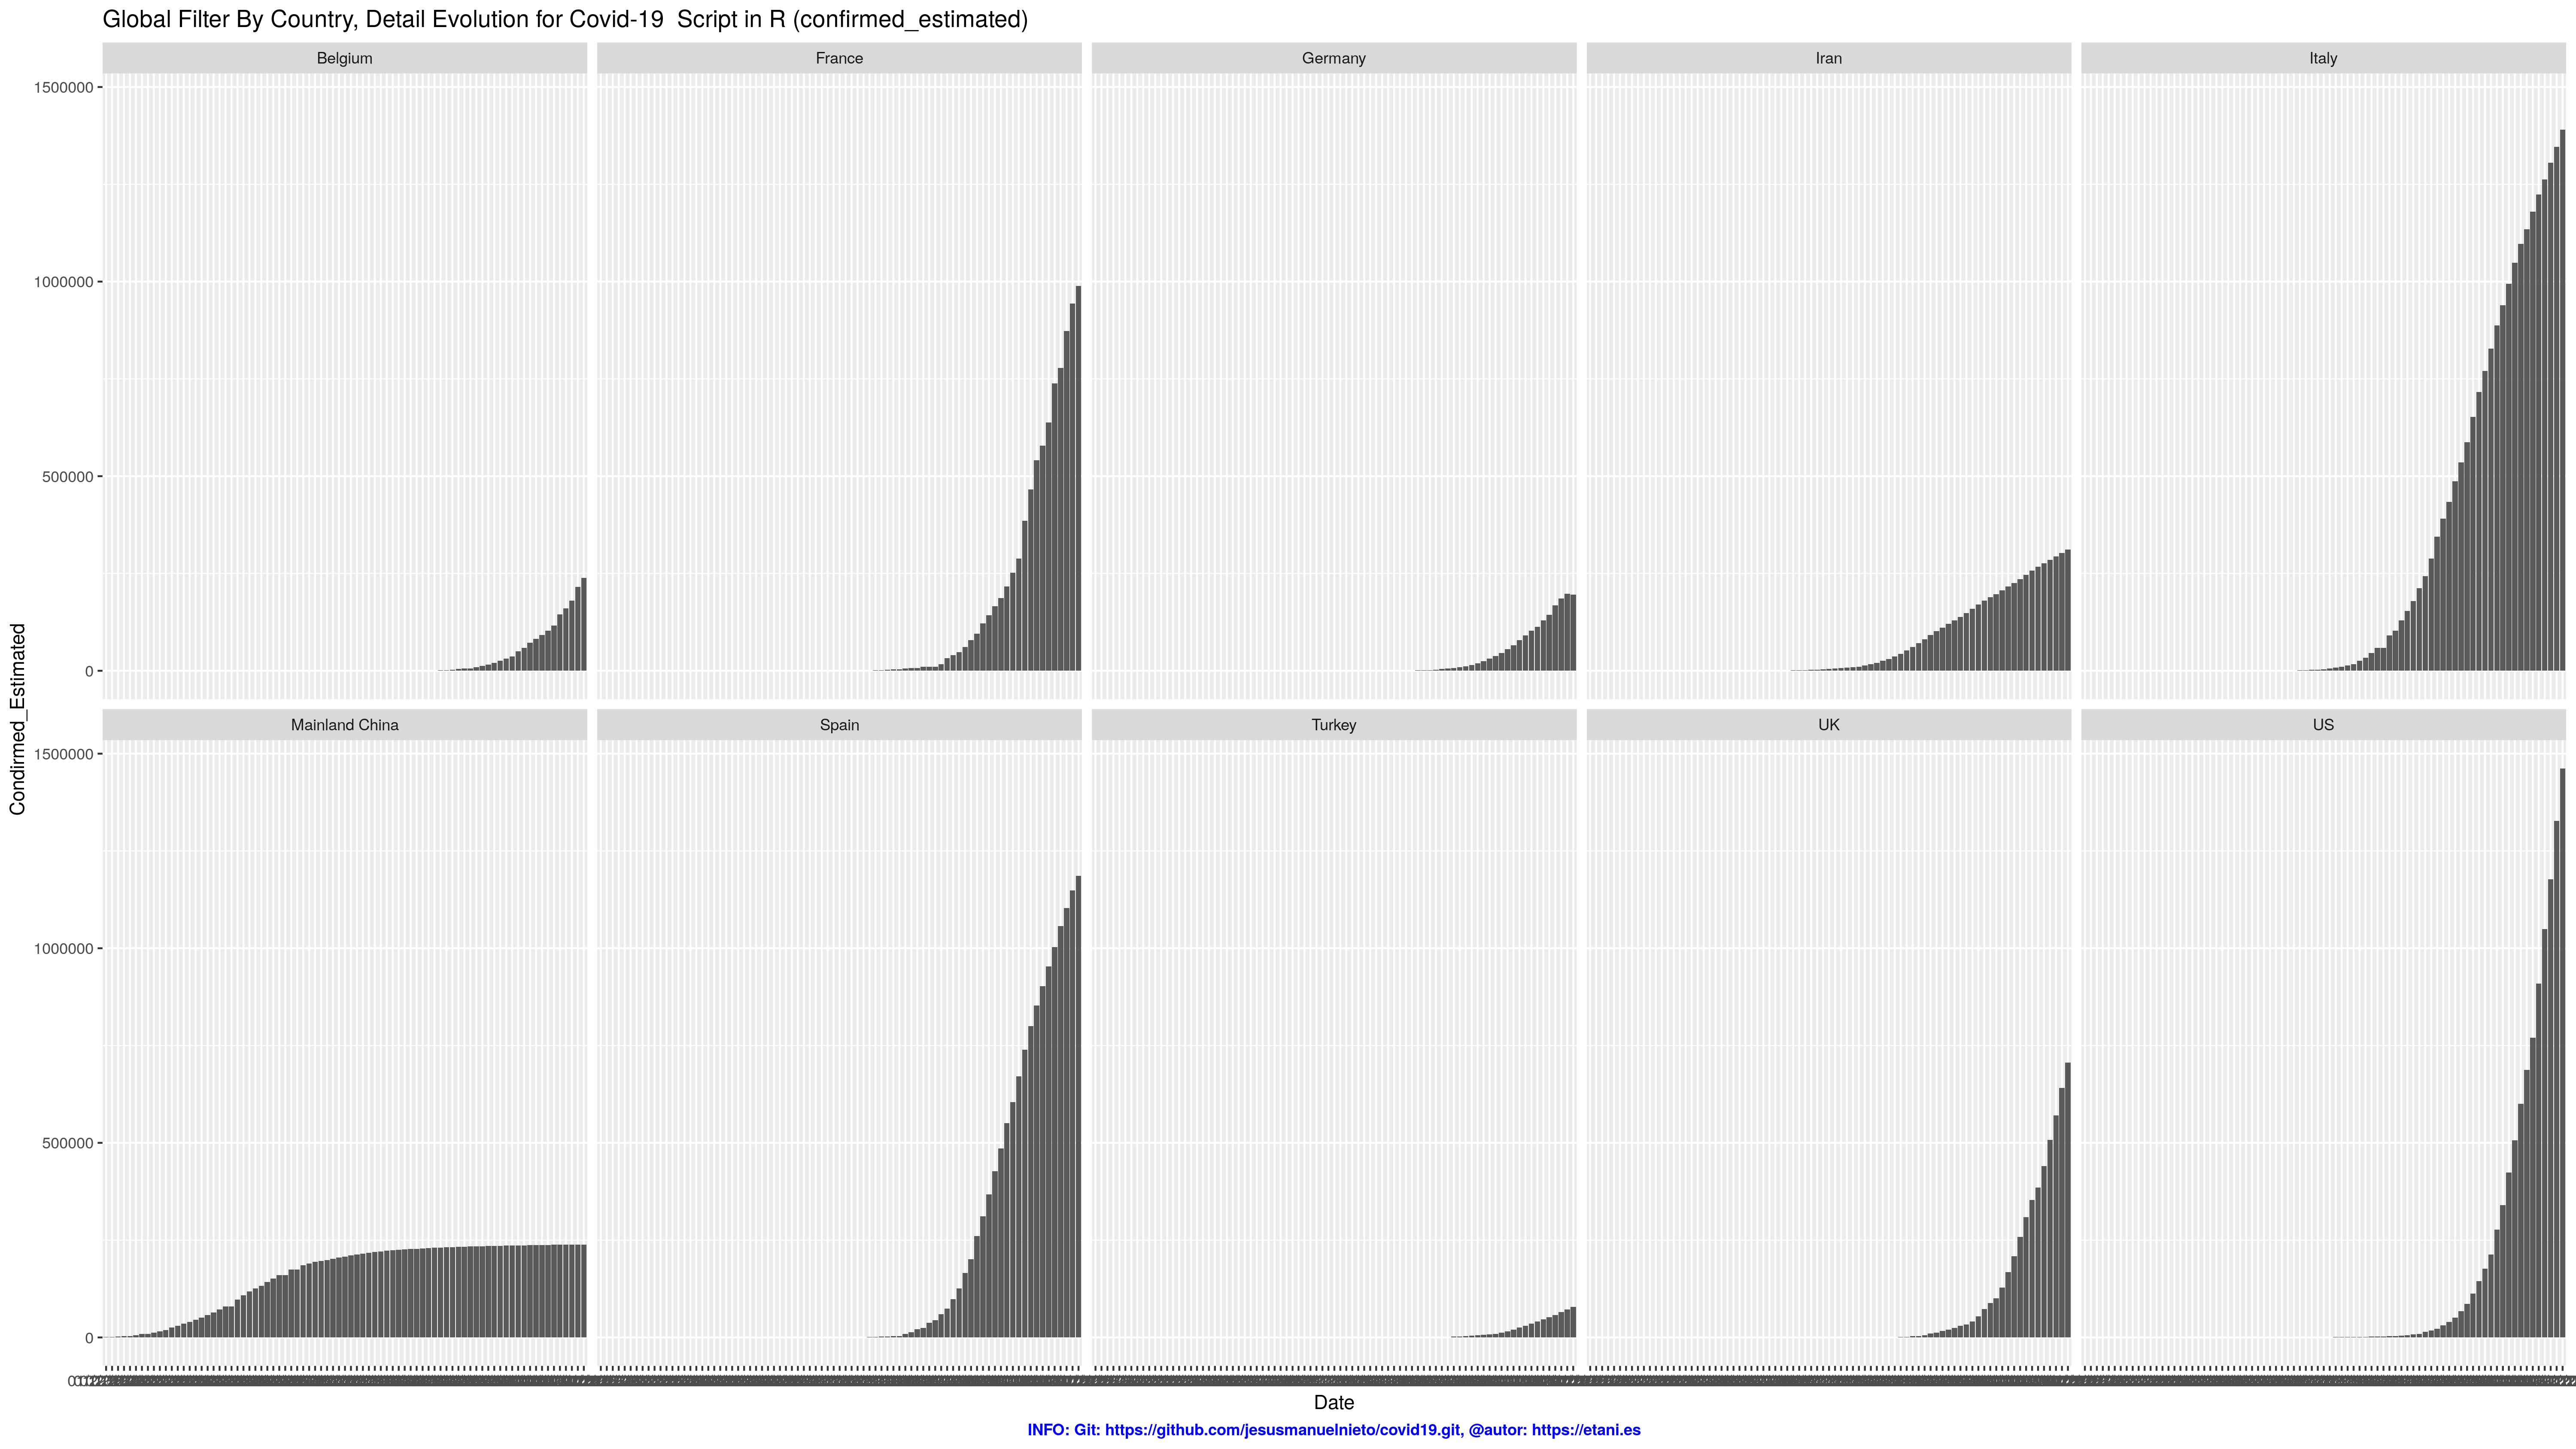 Global Filter By Country, Detail Evolution for Covid-19  Script in R (confirmed_estimated)
Belgium
France
Germany
Iran
Italy
1500000
1000000
500000
0
Condirmed_Estimated
Mainland China
Spain
Turkey
UK
US
1500000
1000000
500000
0
Date
INFO: Git: https://github.com/jesusmanuelnieto/covid19.git, @autor: https://etani.es